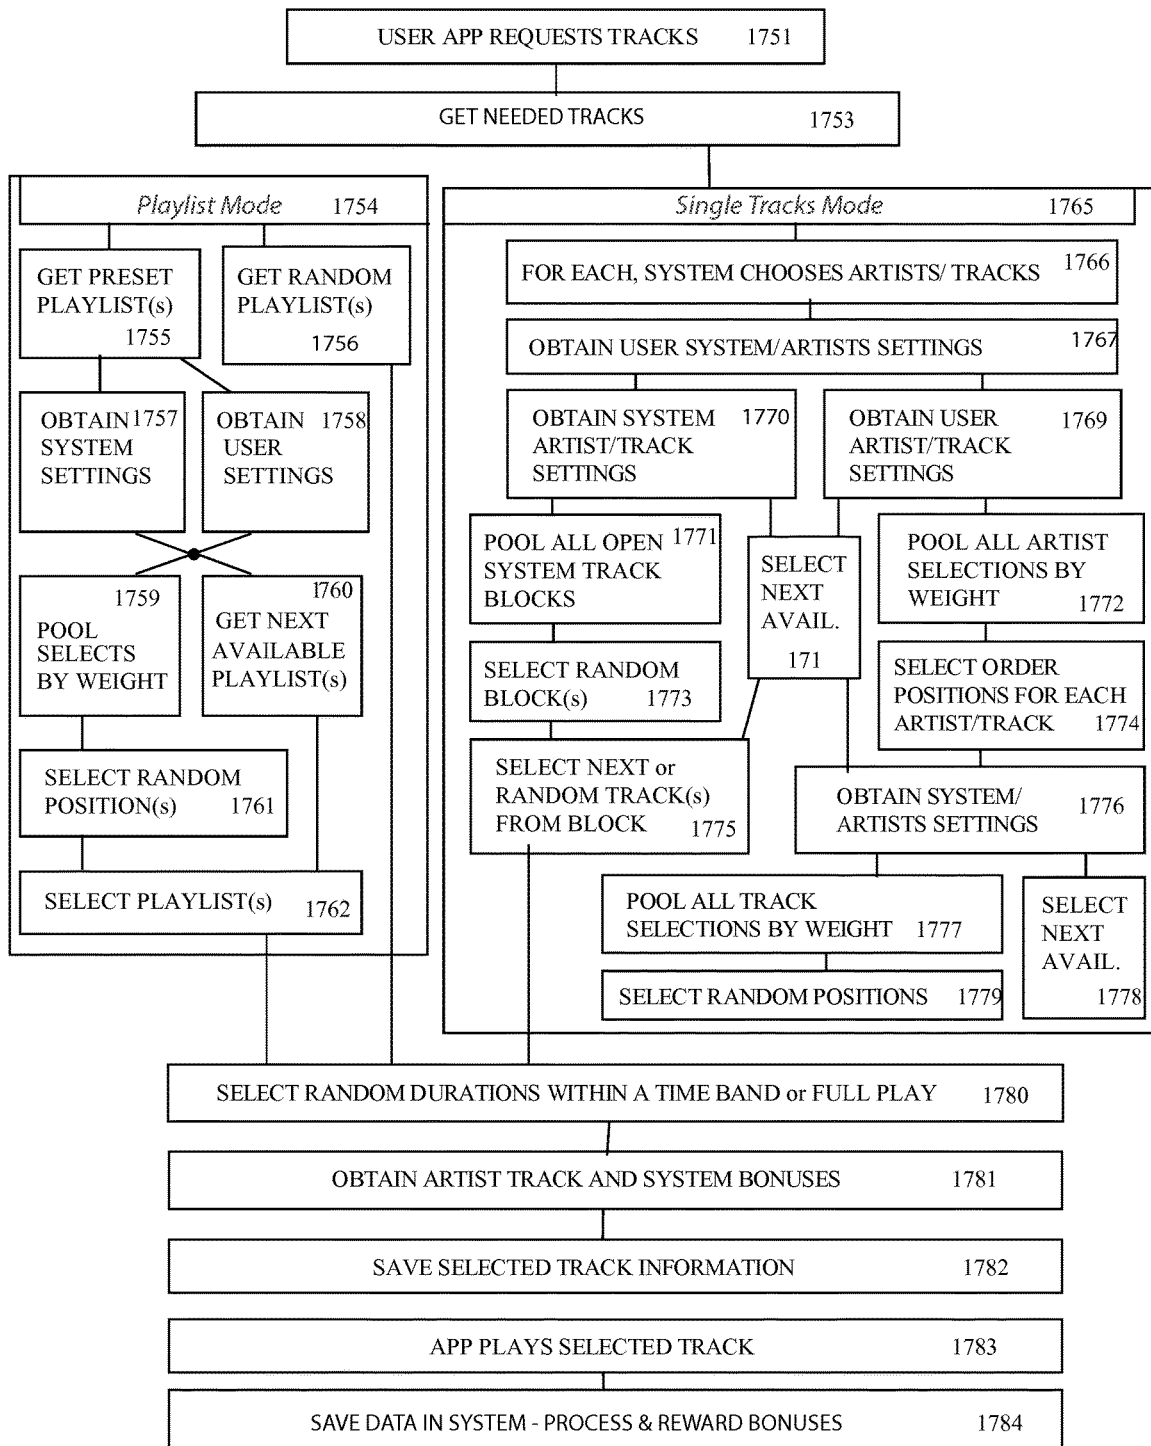 USER APP REQUESTS TRACKS 1751
GET NEEDED TRACKS 1753
Playlist Mode 1754
GET PRESET
PLAYLIST(s)
1755
GET RANDOM
PLAYLIST(s)
1756
OBTAIN 1757
SYSTEM
SETTINGS
OBTAIN 1758
USER
SETTINGS
1759
POOL
SELECTS
BY WEIGHT
1760
GET NEXT
AVAILABLE
PLAYLIST(s)
SELECT RANDOM
POSITION(s) 1761
SELECT PLAYLIST(s) 1762
Single Tracks Mode 1765
FOR EACH, SYSTEM CHOOSES ARTISTS/ TRACKS 1766
OBTAIN USER SYSTEM/ARTISTS SETTINGS 1767
OBTAIN SYSTEM 1770
ARTIST/TRACK
SETTINGS
OBTAIN USER 1769
ARTIST/TRACK
SETTINGS
POOL ALL OPEN 1771
SYSTEM TRACK
BLOCKS
SELECT
NEXT
AVAIL.
171
POOL ALL ARTIST
SELECTIONS BY
WEIGHT 1772
SELECT RANDOM
BLOCK(s) 1773
SELECT ORDER
POSITIONS FOR EACH
ARTIST/TRACK 1774
SELECT NEXT or
RANDOM TRACK(s)
FROM BLOCK 1775
OBTAIN SYSTEM/
ARTISTS SETTINGS 1776
POOL ALL TRACK
SELECTIONS BY WEIGHT 1777
SELECT
NEXT
AVAIL.
1778
SELECT RANDOM POSITIONS 1779
SELECT RANDOM DURATIONS WITHIN A TIME BAND or FULL PLAY 1780
OBTAIN ARTIST TRACK AND SYSTEM BONUSES 1781
SAVE SELECTED TRACK INFORMATION 1782
APP PLAYS SELECTED TRACK 1783
SAVE DATA IN SYSTEM - PROCESS & REWARD BONUSES 1784